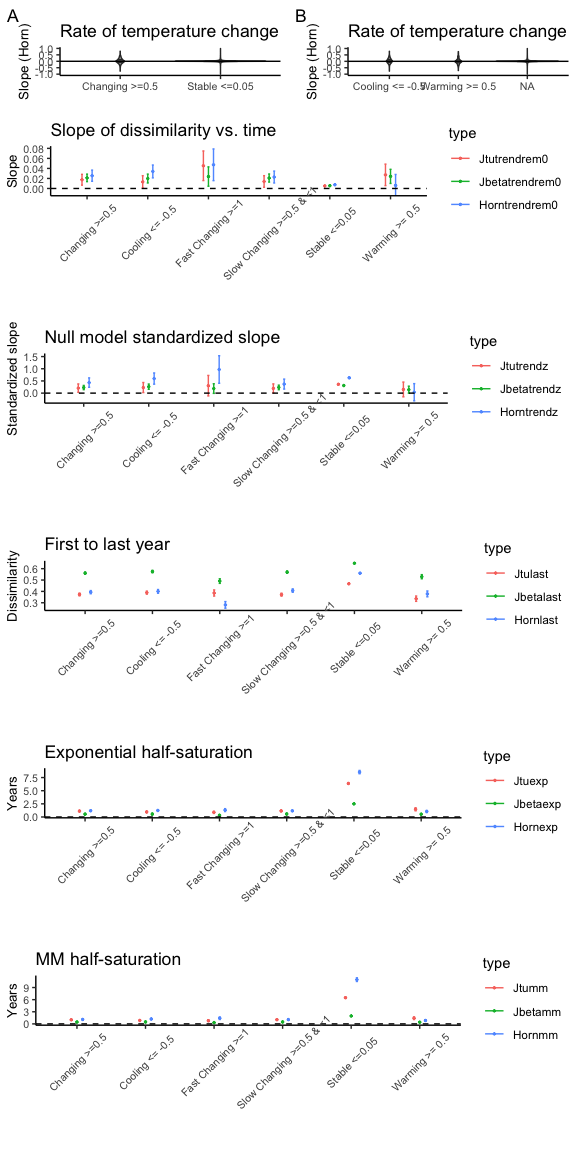 A
B
Rate of temperature change
Rate of temperature change
Slope (Horn)
1.0
0.5
0.0
-0.5
-1.0
Changing >=0.5
Stable <=0.05
Slope (Horn)
1.0
0.5
0.0
-0.5
-1.0
Cooling <= -0.5
Warming >= 0.5
NA
Slope of dissimilarity vs. time
Slope
0.08
0.06
0.04
0.02
0.00
Changing >=0.5
Cooling <= -0.5
Fast Changing >=1
Slow Changing >=0.5 & <1
Stable <=0.05
Warming >= 0.5
type
Jtutrendrem0
Jbetatrendrem0
Horntrendrem0
Null model standardized slope
Standardized slope
1.5
1.0
0.5
0.0
Changing >=0.5
Cooling <= -0.5
Fast Changing >=1
Slow Changing >=0.5 & <1
Stable <=0.05
Warming >= 0.5
type
Jtutrendz
Jbetatrendz
Horntrendz
First to last year
Dissimilarity
0.6
0.5
0.4
0.3
Changing >=0.5
Cooling <= -0.5
Fast Changing >=1
Slow Changing >=0.5 & <1
Stable <=0.05
Warming >= 0.5
type
Jtulast
Jbetalast
Hornlast
Exponential half-saturation
Years
7.5
5.0
2.5
0.0
Changing >=0.5
Cooling <= -0.5
Fast Changing >=1
Slow Changing >=0.5 & <1
Stable <=0.05
Warming >= 0.5
type
Jtuexp
Jbetaexp
Hornexp
MM half-saturation
Years
9
6
3
0
Changing >=0.5
Cooling <= -0.5
Fast Changing >=1
Slow Changing >=0.5 & <1
Stable <=0.05
Warming >= 0.5
type
Jtumm
Jbetamm
Hornmm